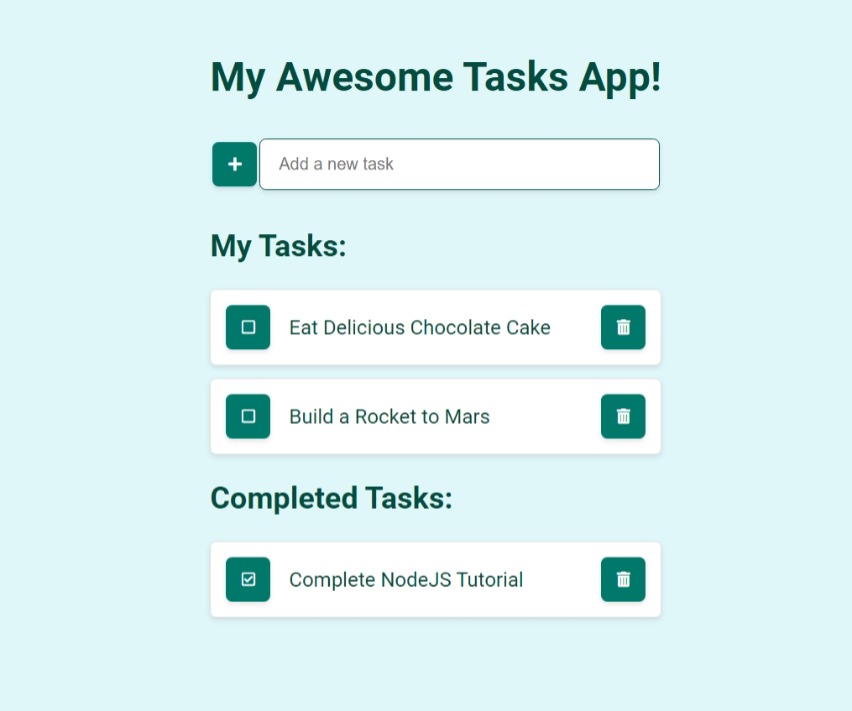 My Awesome Tasks App!
Add a new task
My Tasks:
Eat Delicious Chocolate Cake
Build a Rocket to Mars
Completed Tasks:
Complete NodeJS Tutorial